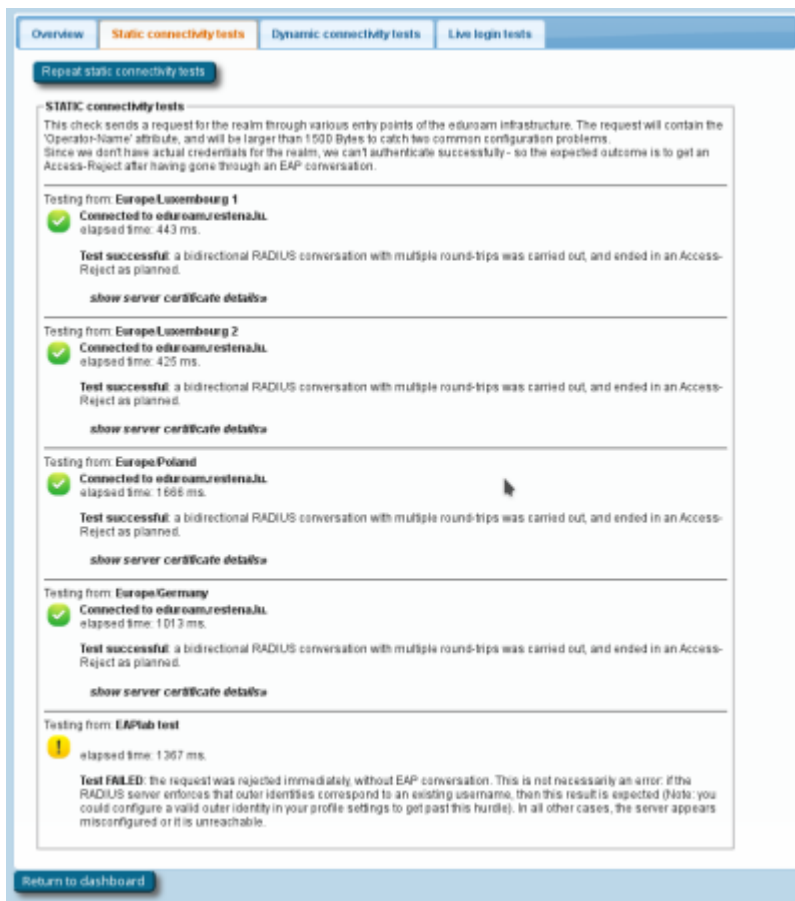 Overview
Static connectivity tests
Dynamic connectivity tests
Live login tests
Repeat static connectivity tests
STATIC connectivity tests
This check sends a request for the realm through various entry points of the eduroam infrastructure. The request will contain the
'Operator-Name' attribute, and will be larger than 1500 Bytes to catch two common configuration problems.
Since we don't have actual credentials for the realm, we can't authenticate successfully - so the expected outcome is to get an
Access-Reject after having gone through an EAP conversation.
Testing from: Europe/Luxembourg 1
Connected to eduroam.restena.lu.
elapsed time: 443 ms.
Test successful: a bidirectional RADIUS conversation with multiple round-trips was carried out, and ended in an Access-
Reject as planned.
show server certificate details»
Testing from: Europe/Luxembourg 2
Connected to eduroam.restena.lu.
elapsed time: 425 ms.
Test successful: a bidirectional RADIUS conversation with multiple round-trips was carried out, and ended in an Access-
Reject as planned.
show server certificate details»
Testing from: Europe/Poland
Connected to eduroam.restena.lu.
elapsed time: 1666 ms.
Test successful: a bidirectional RADIUS conversation with multiple round-trips was carried out, and ended in an Access-
Reject as planned.
show server certificate details»
Testing from: Europe/Germany
Connected to eduroam.restena.lu.
elapsed time: 1013 ms.
Test successful: a bidirectional RADIUS conversation with multiple round-trips was carried out, and ended in an Access-
Reject as planned.
show server certificate details»
Testing from: EAPlab test
elapsed time: 1367 ms.
Test FAILED: the request was rejected immediately, without EAP conversation. This is not necessarily an error: if the
RADIUS server enforces that outer identities correspond to an existing username, then this result is expected (Note: you
could configure a valid outer identity in your profile settings to get past this hurdle). In all other cases, the server appears
misconfigured or it is unreachable.
Return to dashboard